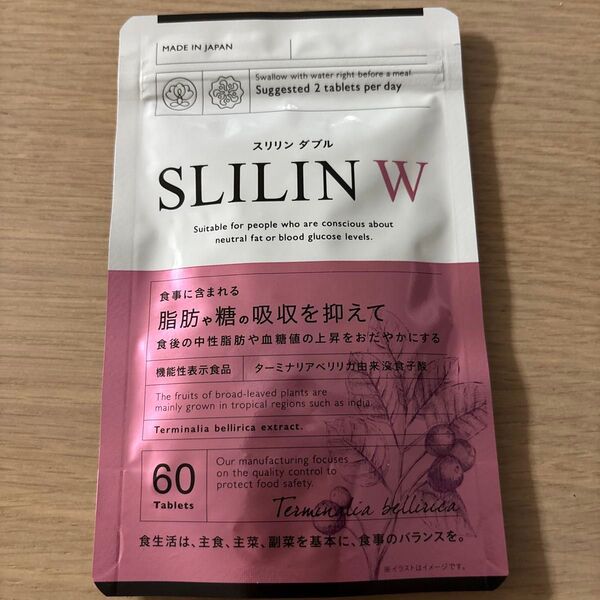 MADE IN JAPAN
Swallow with water right before a meal
Suggested 2 tablets per day
スリリン ダブル
SLILIN W
Suitable for people who are conscious about
neutral fat or blood glucose levels.
食事に含まれる
脂肪や糖の吸収を抑えて
食後の中性脂肪や血糖値の上昇をおだやかにする
機能性表示食品
ターミナリアベリリカ由来没食子酸
The fruits of broad-leaved plants are
mainly grown in tropical regions such as india.
Terminalia bellirica extract.
60
Tablets
Our manufacturing focuses
on the quality control to
protect food safety.
Terminalia bellirica
食生活は、主食、主菜、副菜を基本に、食事のバランスを。
※イラストはイメージです。